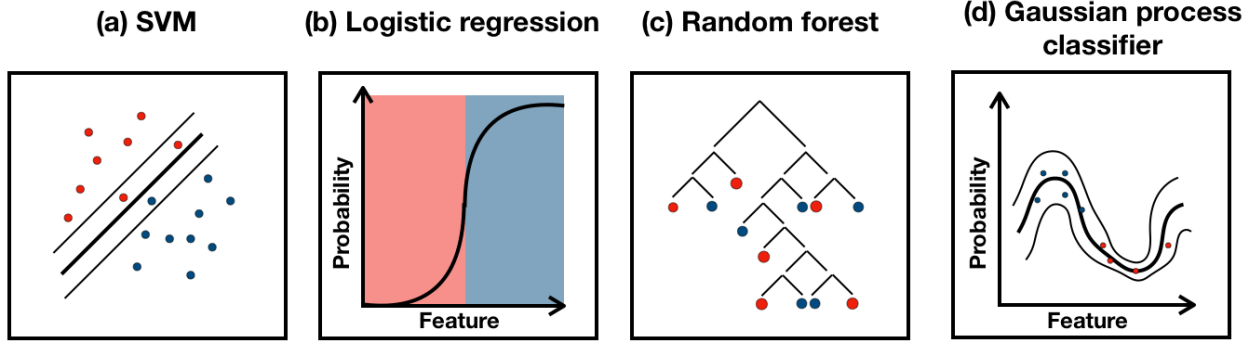 (a) SVM
(b) Logistic regression
(c) Random forest
(d) Gaussian process
classifier
Probability
Feature
Probability
Feature